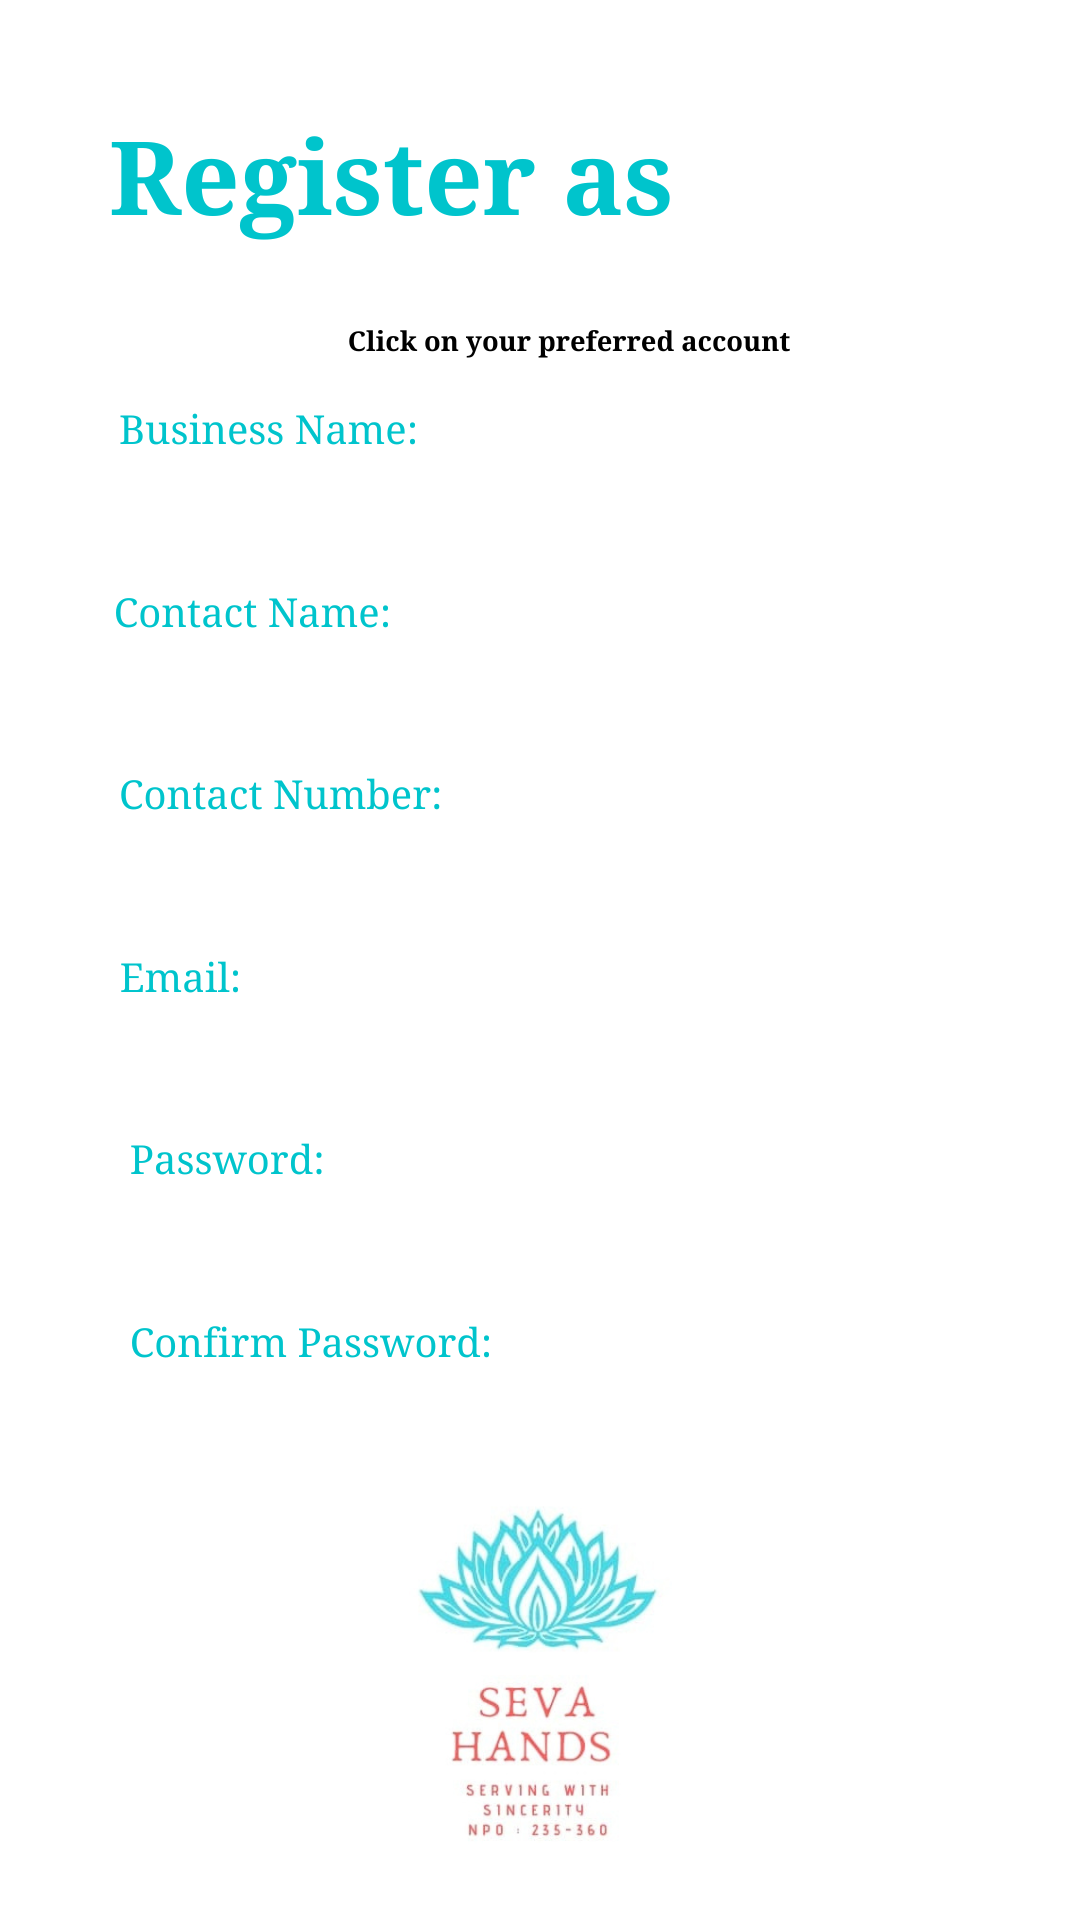 Register as
Click on your preferred account
Business Name:
Contact Name:
Contact Number:
Email:
Password:
Confirm Password:
SEVA
HANDS
SERVING WITH
SINCERITY
NPO : 235-360